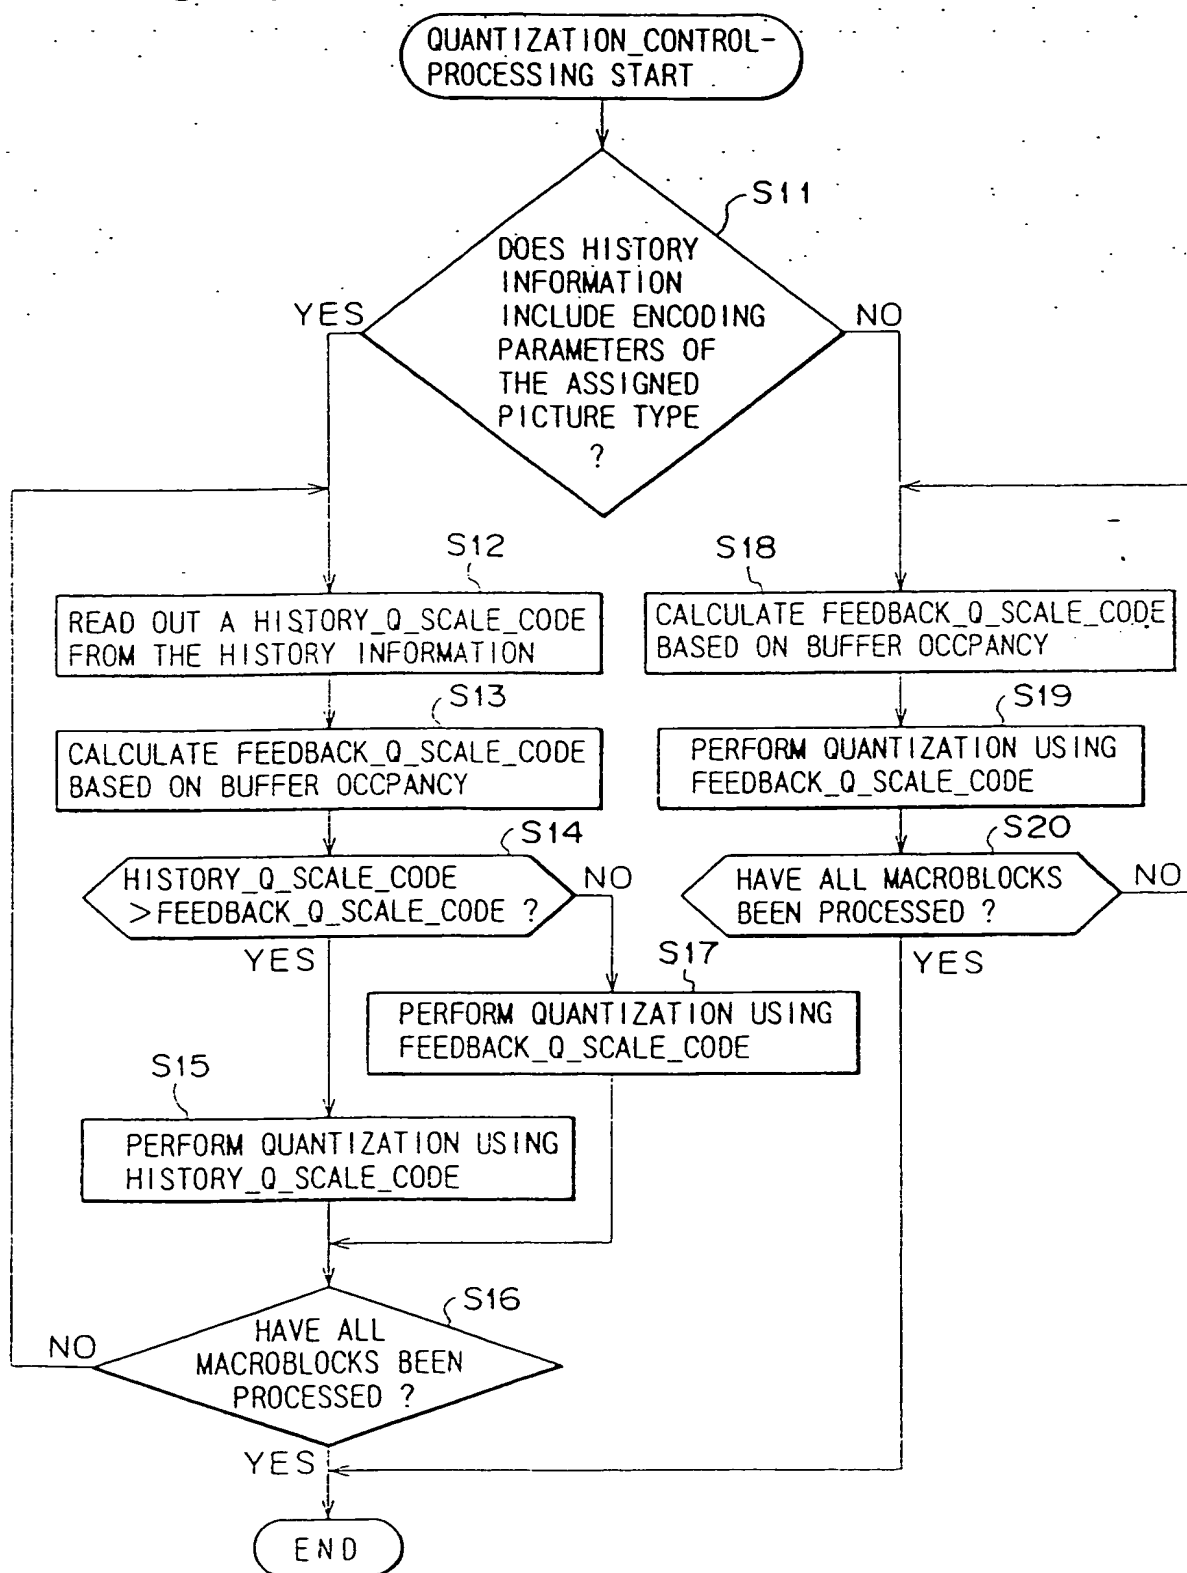 QUANTIZATION_CONTROL-
PROCESSING START
S11
DOES HISTORY
INFORMATION
INCLUDE ENCODING
PARAMETERS OF
THE ASSIGNED
PICTURE TYPE
?
YES
NO
S12
READ OUT A HISTORY_Q_SCALE_CODE
FROM THE HISTORY INFORMATION
S13
CALCULATE FEEDBACK_Q_SCALE_CODE
BASED ON BUFFER OCCPANCY
S14
HISTORY_Q_SCALE_CODE
>FEEDBACK_Q_SCALE_CODE ?
NO
YES
S17
PERFORM QUANTIZATION USING
FEEDBACK_Q_SCALE_CODE
S15
PERFORM QUANTIZATION USING
HISTORY_Q_SCALE_CODE
S16
HAVE ALL
MACROBLOCKS BEEN
PROCESSED ?
NO
YES
S18
CALCULATE FEEDBACK_Q_SCALE_CODE
BASED ON BUFFER OCCPANCY
S19
PERFORM QUANTIZATION USING
FEEDBACK_Q_SCALE_CODE
S20
HAVE ALL MACROBLOCKS
BEEN PROCESSED ?
NO
YES
END